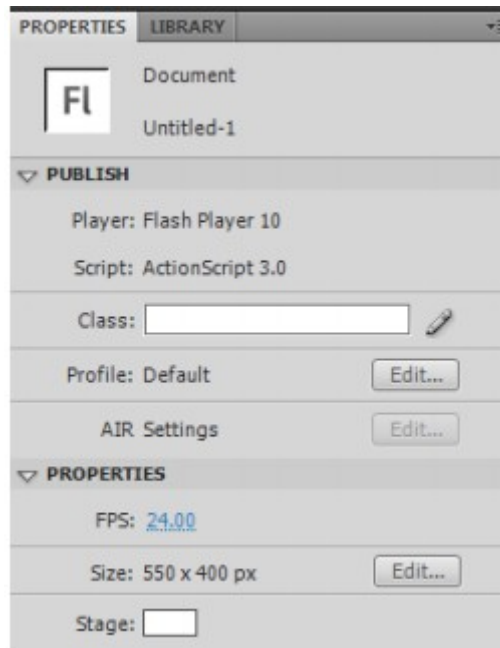 PROPERTIES LIBRARY
Fl
Document
Untitled-1
PUBLISH
Player: Flash Player 10
Script: ActionScript 3.0
Class:
Profile: Default Edit...
AIR Settings Edit...
PROPERTIES
FPS: 24.00
Size: 550 x 400 px Edit...
Stage: